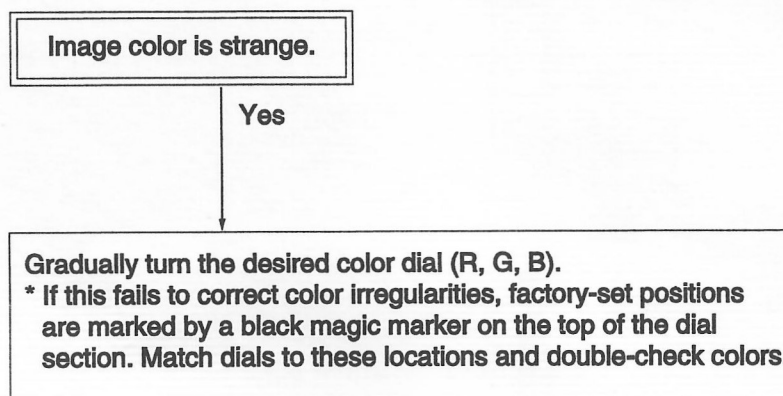 Image color is strange.
Yes
Gradually turn the desired color dial (R, G, B).
* If this fails to correct color irregularities, factory-set positions
are marked by a black magic marker on the top of the dial
section. Match dials to these locations and double-check colors